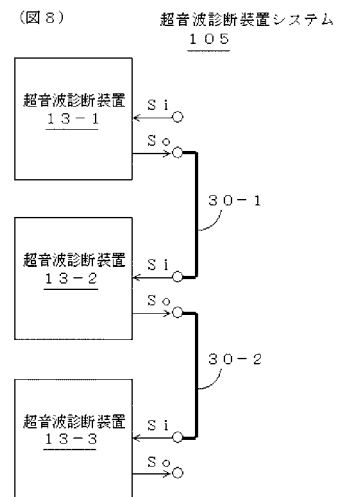 (図8)
超音波診断装置システム
105
超音波診断装置
13-1
Si
So
30-1
超音波診断装置
13-2
Si
So
30-2
超音波診断装置
13-3
Si
So